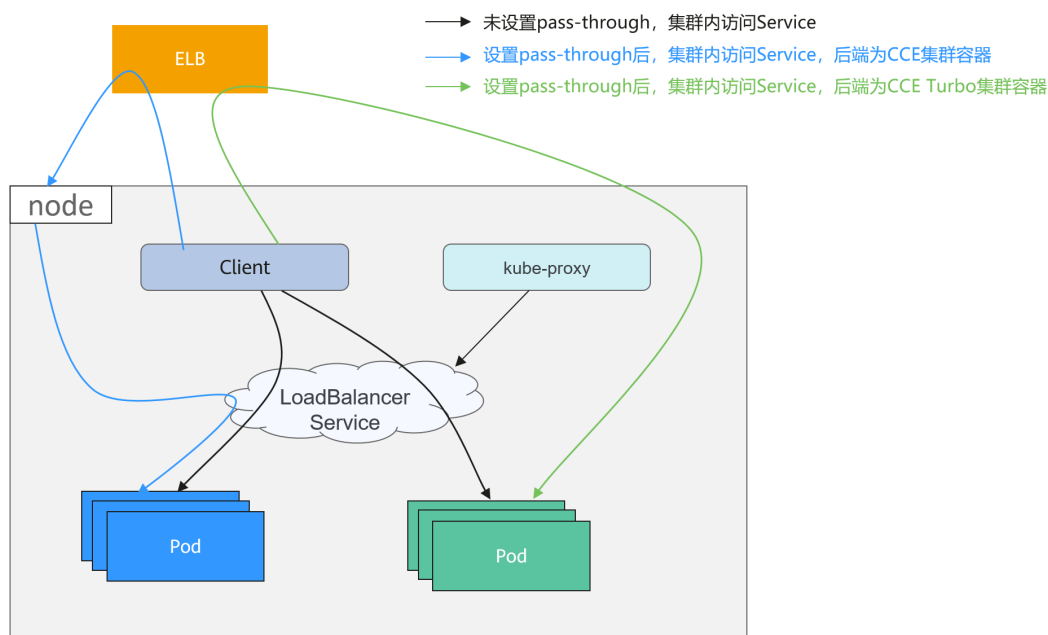 未设置pass-through，集群内访问Service
设置pass-through后，集群内访问Service，后端为CCE集群容器
设置pass-through后，集群内访问Service，后端为CCE Turbo集群容器
ELB
node
Client
kube-proxy
LoadBalancer
Service
Pod
Pod